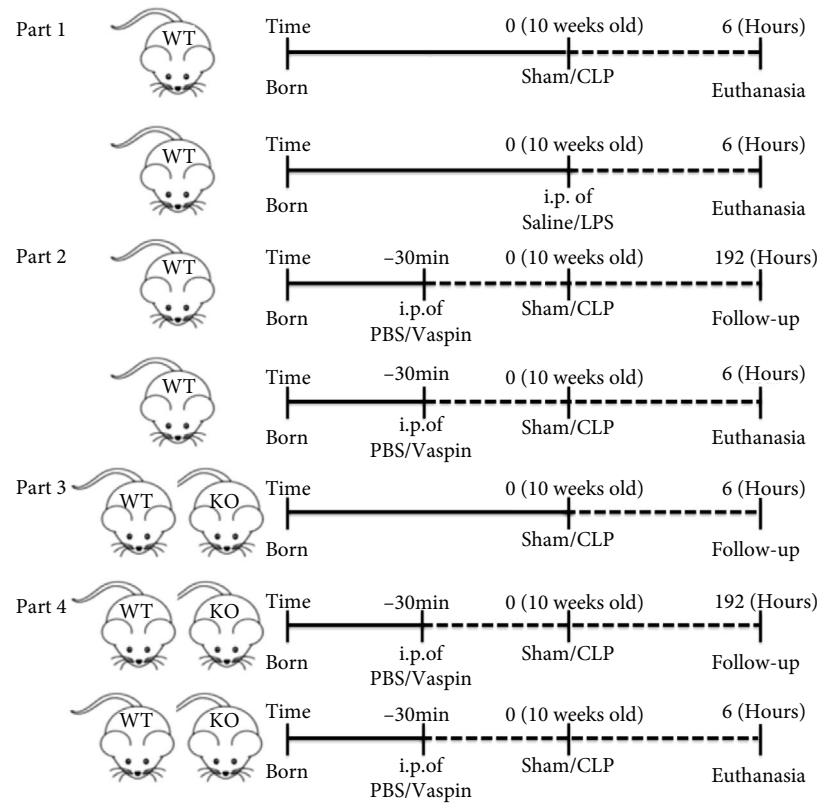 Part 1
WT
Time 0 (10 weeks old) 6 (Hours)
Born Sham/CLP Euthanasia
WT
Time 0 (10 weeks old) 6 (Hours)
Born i.p. of Saline/LPS Euthanasia
Part 2
WT
Time –30min 0 (10 weeks old) 192 (Hours)
Born i.p.of PBS/Vaspin Sham/CLP Follow-up
WT
Time –30min 0 (10 weeks old) 6 (Hours)
Born i.p.of PBS/Vaspin Sham/CLP Euthanasia
Part 3
WT KO
Time 0 (10 weeks old) 6 (Hours)
Born Sham/CLP Follow-up
Part 4
WT KO
Time –30min 0 (10 weeks old) 192 (Hours)
Born i.p.of PBS/Vaspin Sham/CLP Follow-up
WT KO
Time –30min 0 (10 weeks old) 6 (Hours)
Born i.p.of PBS/Vaspin Sham/CLP Euthanasia